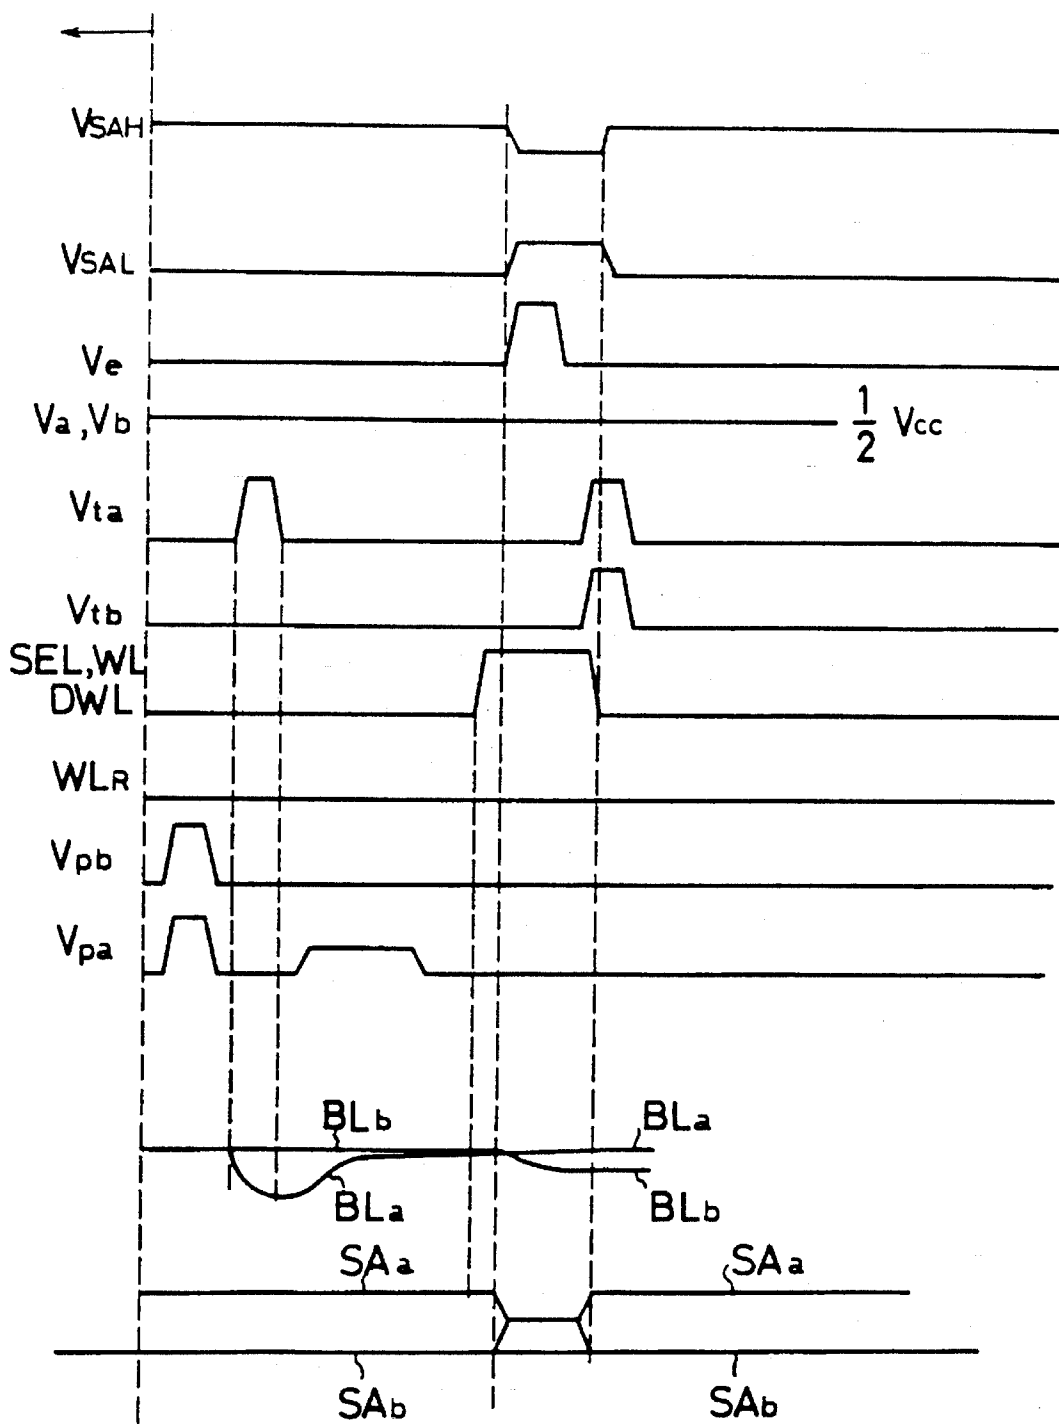 VSAH
VSAL
Ve
Va,Vb
1/2 Vcc
Vta
Vtb
SEL,WL
DWL
WLR
Vpb
Vpa
BLb
BLa
BLa
BLb
SAa
SAa
SAb
SAb